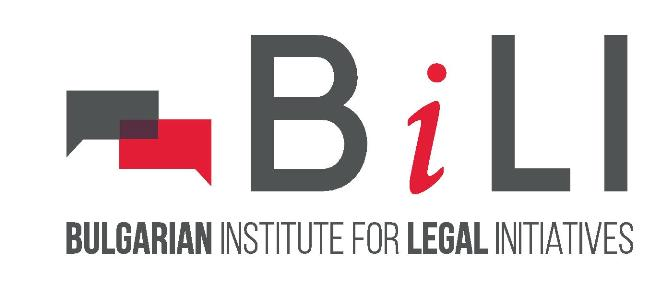 BiLI
BULGARIAN INSTITUTE FOR LEGAL INITIATIVES